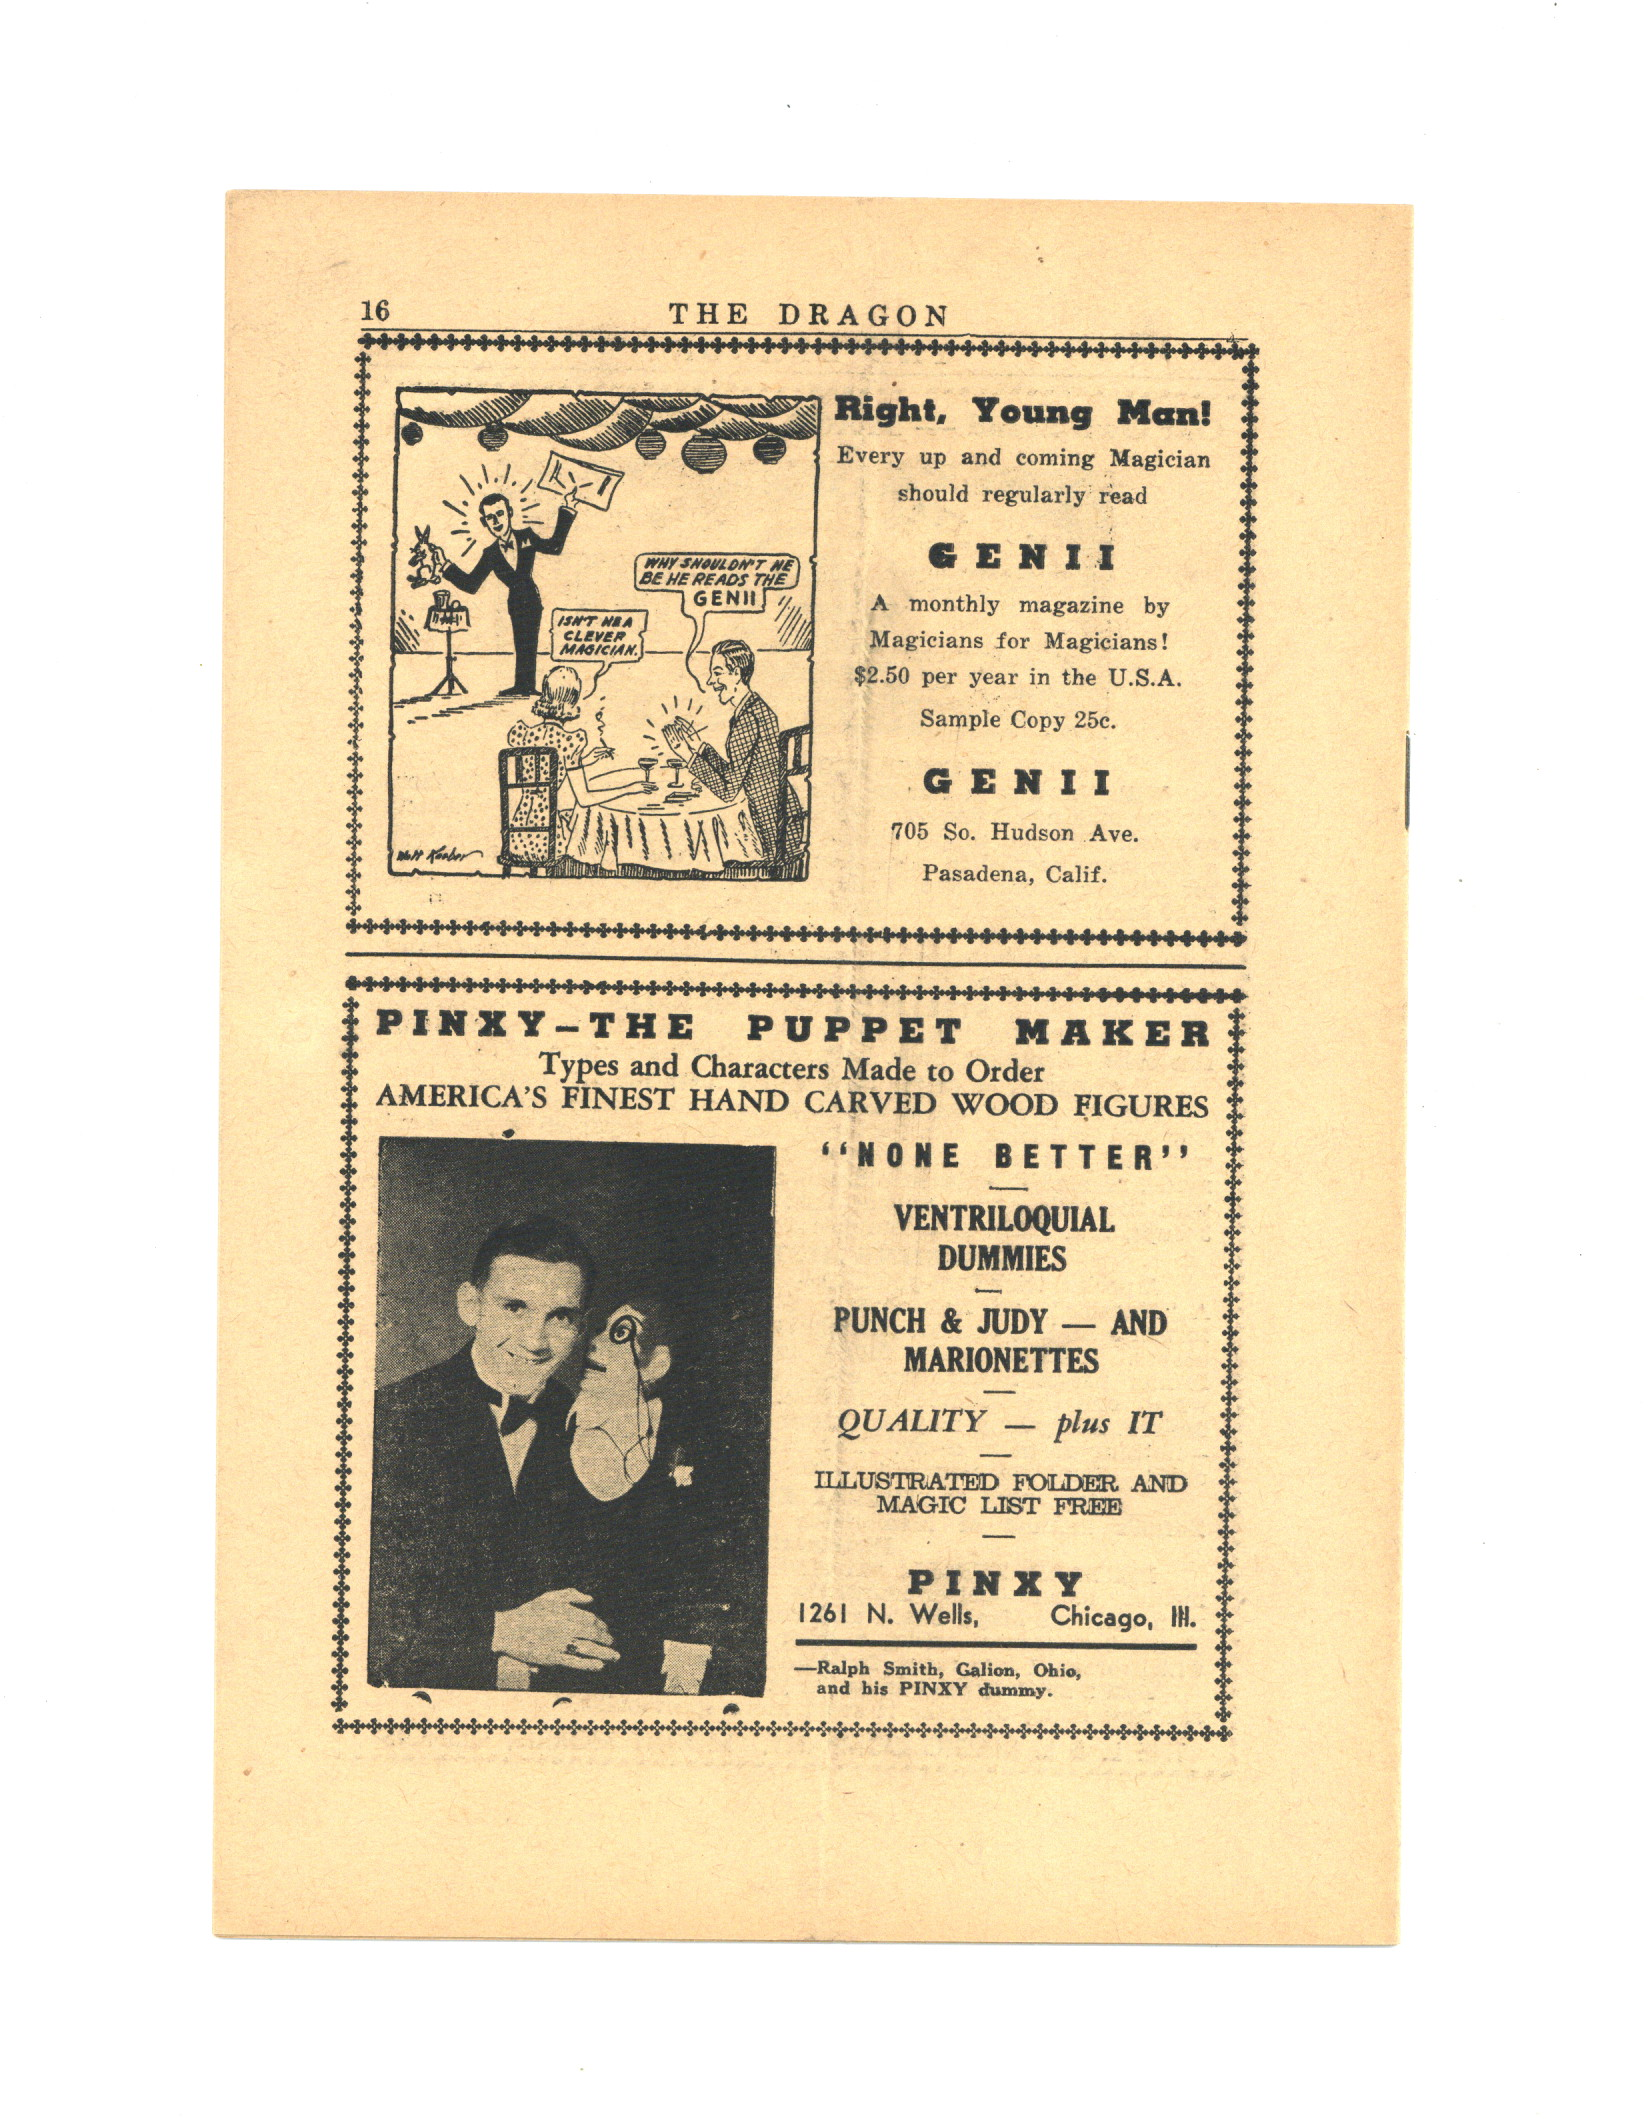 16 THE DRAGON
WHY SHOULDN'T HE
BE HE READS THE
GENII
ISN'T HE A
CLEVER
MAGICIAN.
Right, Young Man!
Every up and coming Magician
should regularly read
GENII
A monthly magazine by
Magicians for Magicians!
$2.50 per year in the U.S.A.
Sample Copy 25c.
GENII
705 So. Hudson Ave.
Pasadena, Calif.
PINXY-THE PUPPET MAKER
Types and Characters Made to Order
AMERICA'S FINEST HAND CARVED WOOD FIGURES
"NONE BETTER"
VENTRILOQUIAL
DUMMIES
PUNCH & JUDY — AND
MARIONETTES
QUALITY — plus IT
ILLUSTRATED FOLDER AND
MAGIC LIST FREE
PINXY
1261 N. Wells, Chicago, Ill.
—Ralph Smith, Galion, Ohio,
and his PINXY dummy.